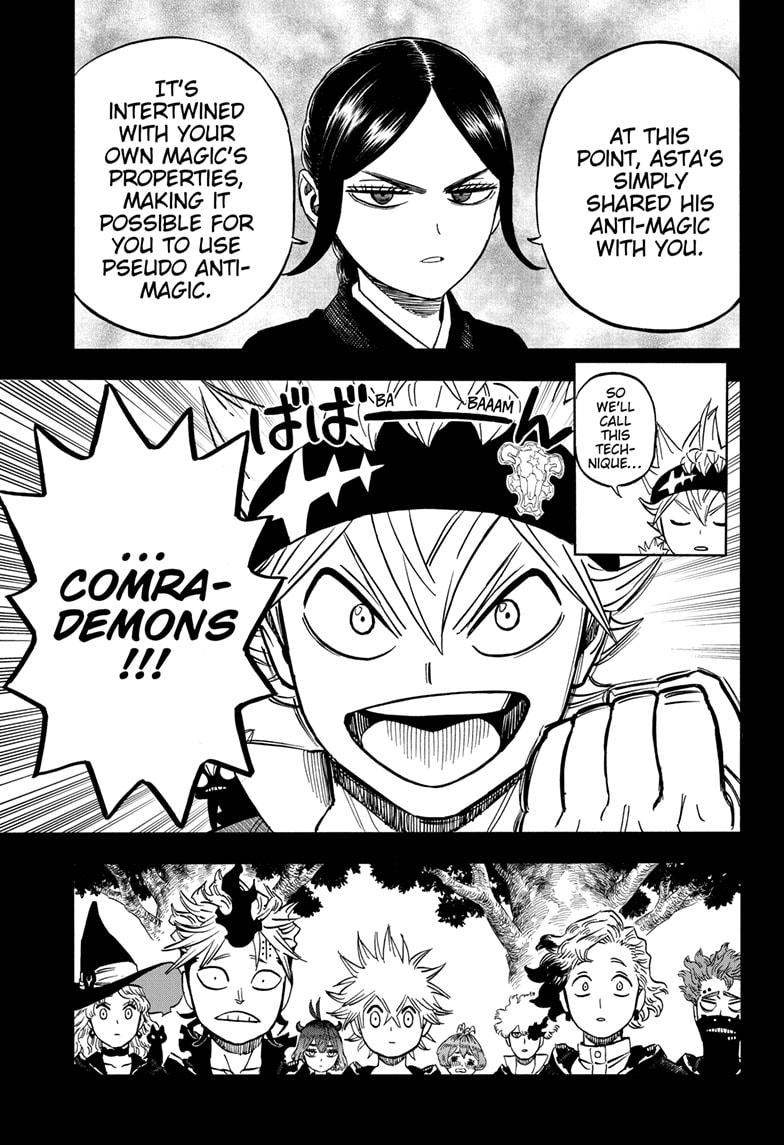 AT THIS
POINT, ASTA'S
SIMPLY
SHARED HIS
ANTI-MAGIC
WITH YOU.
IT'S
INTERTWINED
WITH YOUR
OWN MAGIC'S
PROPERTIES,
MAKING IT
POSSIBLE FOR
YOU TO USE
PSEUDO ANTI-
MAGIC.
SO
WE'LL
CALL
THIS
TECH-
NIQUE...
ばばーん
BA BAAAM
...
COMRA-
DEMONS
!!!